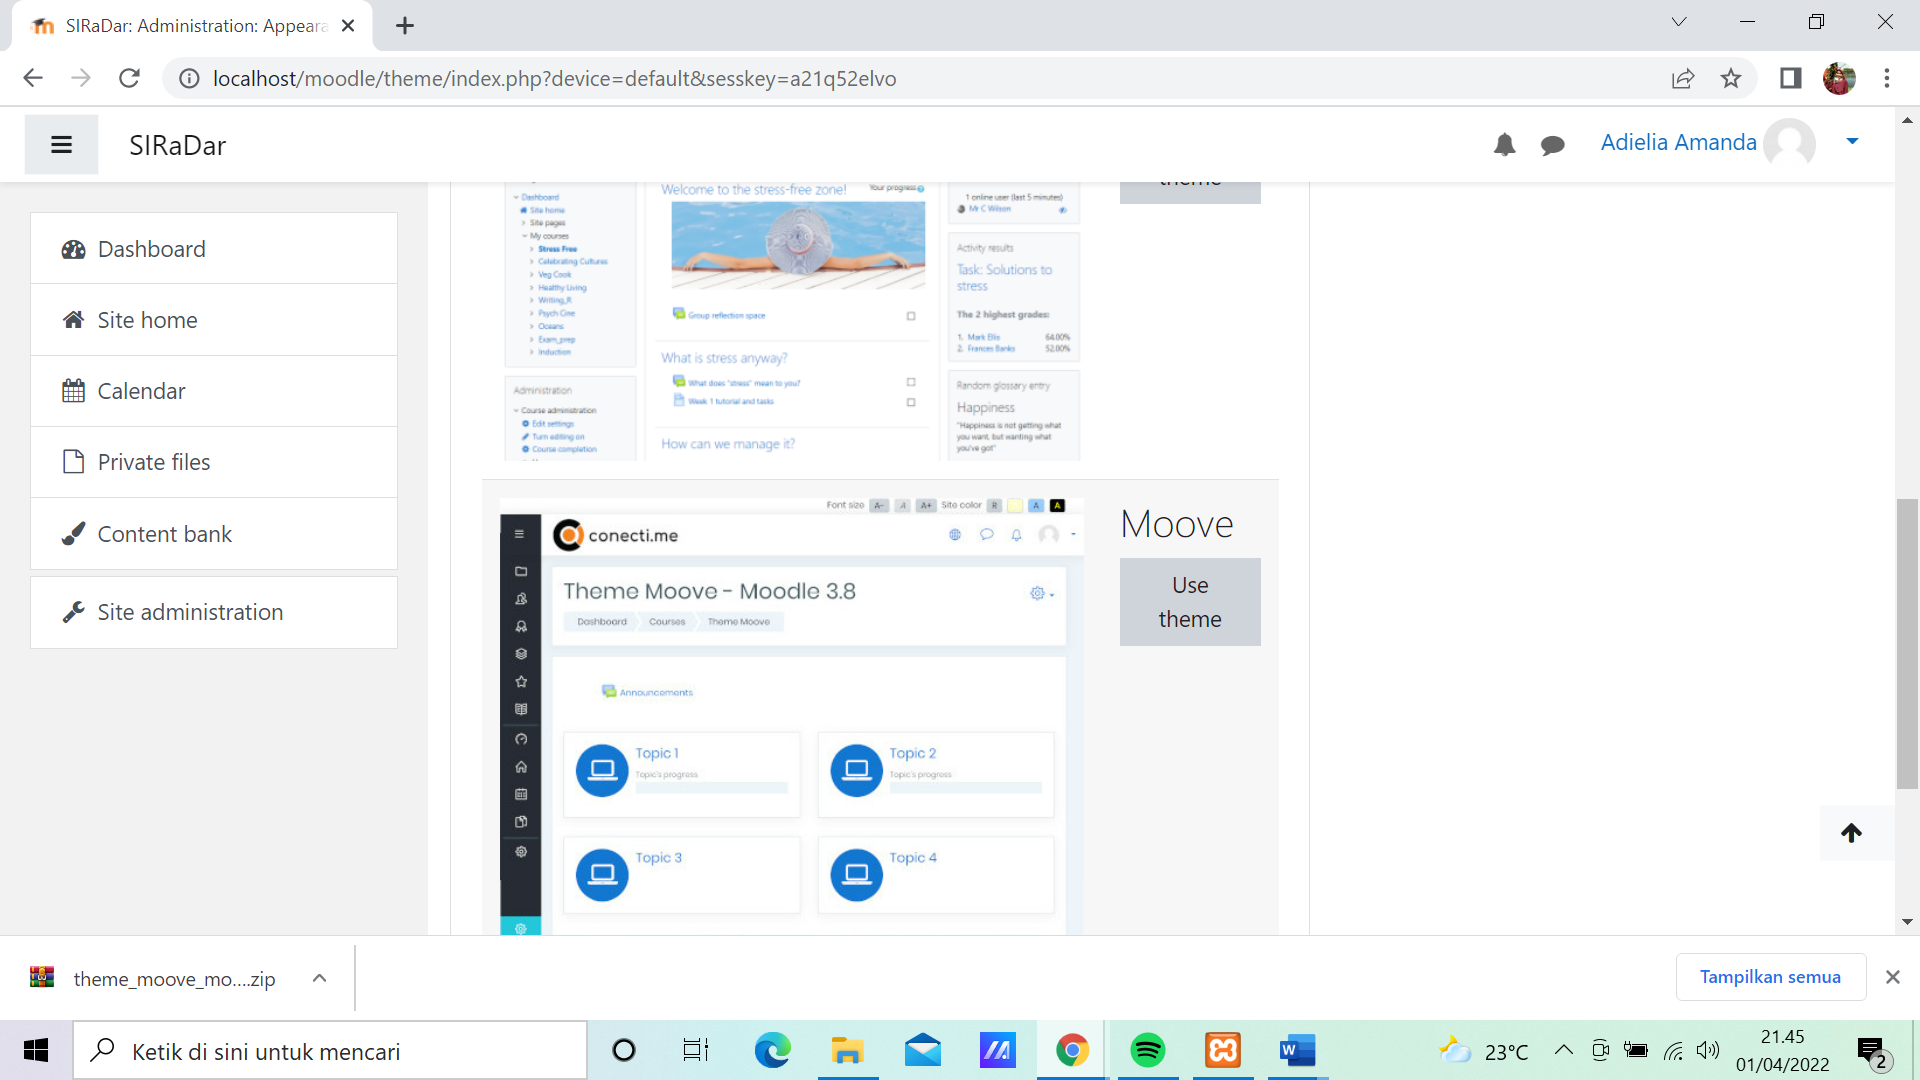 SIRaDar: Administration: Appeara
localhost/moodle/theme/index.php?device=default&sesskey=a21q52elvo
SIRaDar
Adielia Amanda
Dashboard
Site home
Calendar
Private files
Content bank
Site administration
theme
Dashboard
Site home
Site pages
My courses
Stress Free
Celebrating Cultures
Veg Cook
Healthy Living
Writing_R
Psych Cine
Oceans
Exam_prep
Induction
Administration
Course administration
Edit settings
Turn editing on
Course completion
Welcome to the stress-free zone!
Your progress
Group reflection space
What is stress anyway?
What does "stress" mean to you?
Week 1 tutorial and tasks
How can we manage it?
1 online user (last 5 minutes)
Mr C Wilson
Activity results
Task: Solutions to
stress
The 2 highest grades:
1. Mark Ellis 64.00%
2. Frances Banks 52.00%
Random glossary entry
Happiness
"Happiness is not getting what
you want, but wanting what
you've got"
Font size A- A A+ Site color R A A
conecti.me
Theme Moove - Moodle 3.8
Dashboard Courses Theme Moove
Announcements
Topic 1
Topic's progress
Topic 2
Topic's progress
Topic 3
Topic 4
Moove
Use
theme
theme_moove_mo....zip
Tampilkan semua
Ketik di sini untuk mencari
W
23°C
21.45
01/04/2022
2